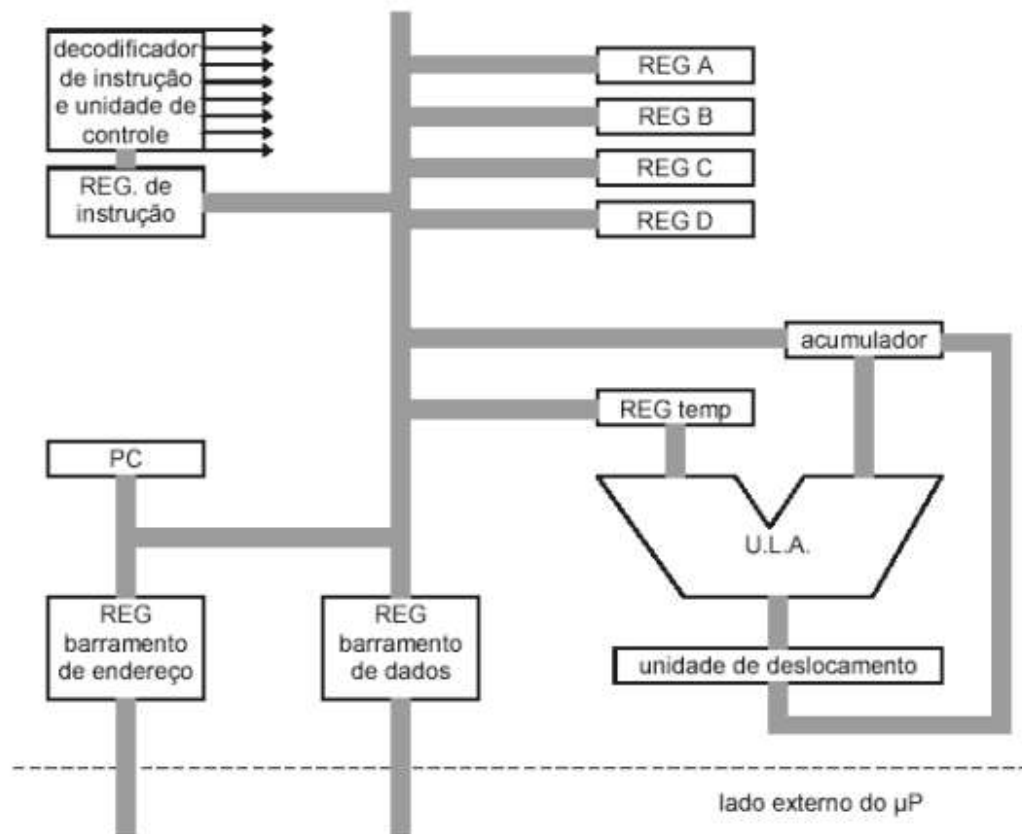 decodificador
de instrução
e unidade de
controle
REG. de
instrução
REG A
REG B
REG C
REG D
acumulador
REG temp
PC
U.L.A.
REG
barramento
de endereço
REG
barramento
de dados
unidade de deslocamento
lado externo do µP